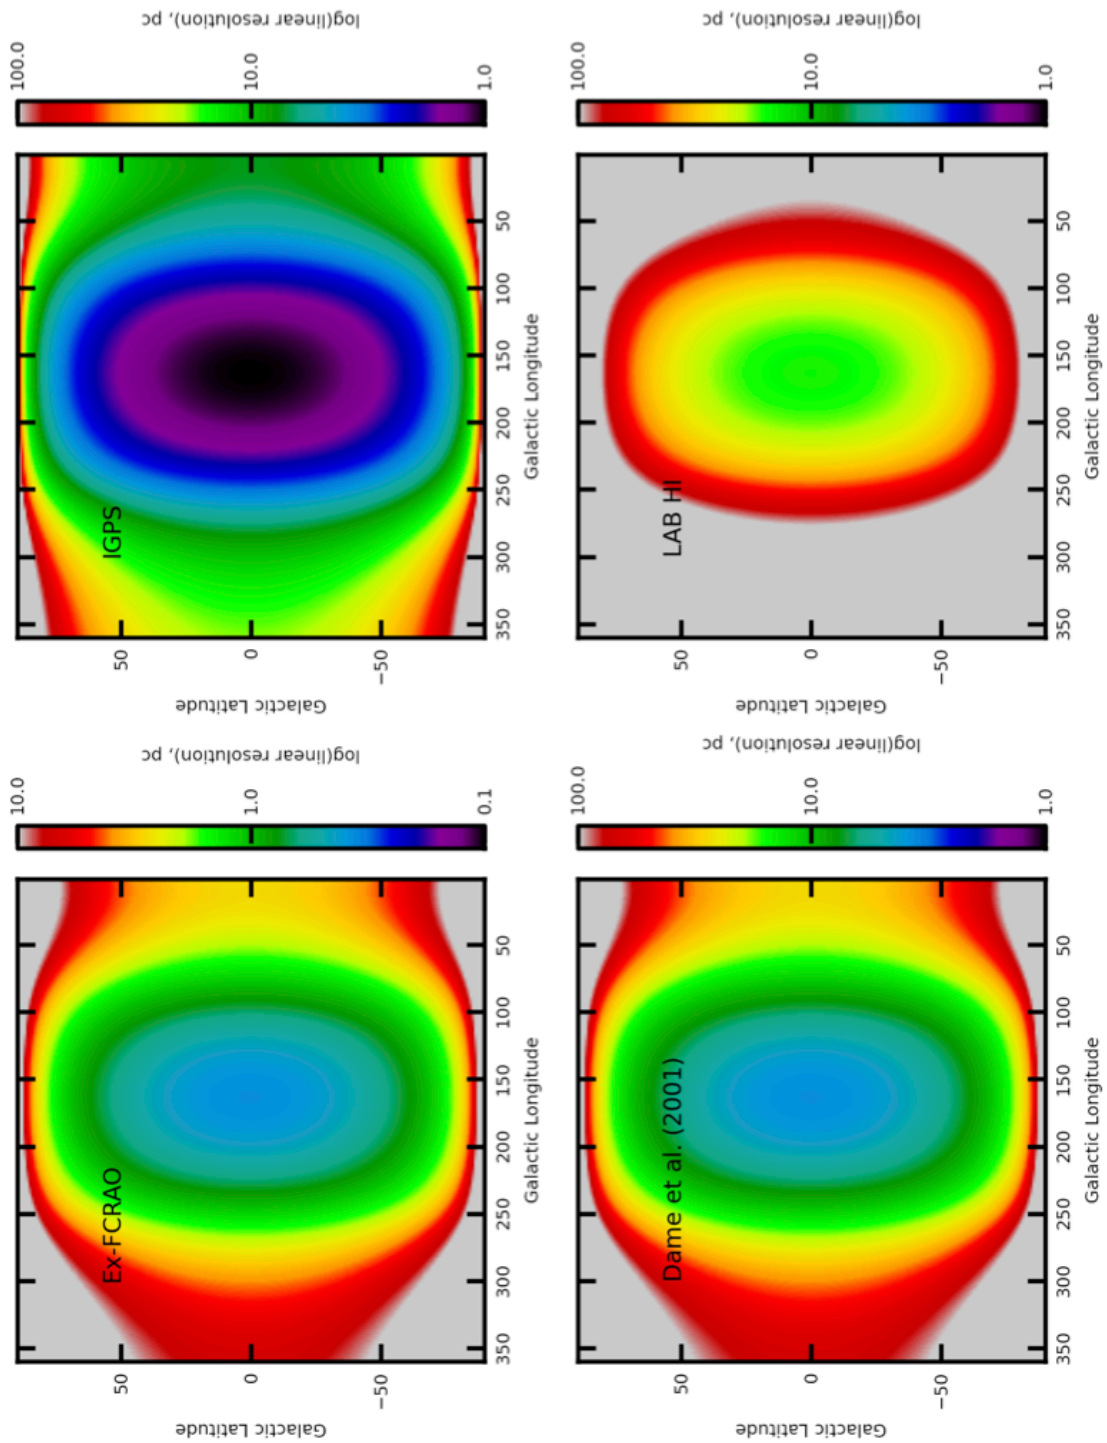 Galactic Latitude
50
0
−50
Ex-FCRAO
350 300 250 200 150 100 50
Galactic Longitude
10.0
1.0
0.1
log(linear resolution), pc
Galactic Latitude
50
0
−50
IGPS
350 300 250 200 150 100 50
Galactic Longitude
100.0
10.0
1.0
log(linear resolution), pc
Galactic Latitude
50
0
−50
Dame et al. (2001)
350 300 250 200 150 100 50
Galactic Longitude
100.0
10.0
1.0
log(linear resolution), pc
Galactic Latitude
50
0
−50
LAB HI
350 300 250 200 150 100 50
Galactic Longitude
100.0
10.0
1.0
log(linear resolution), pc